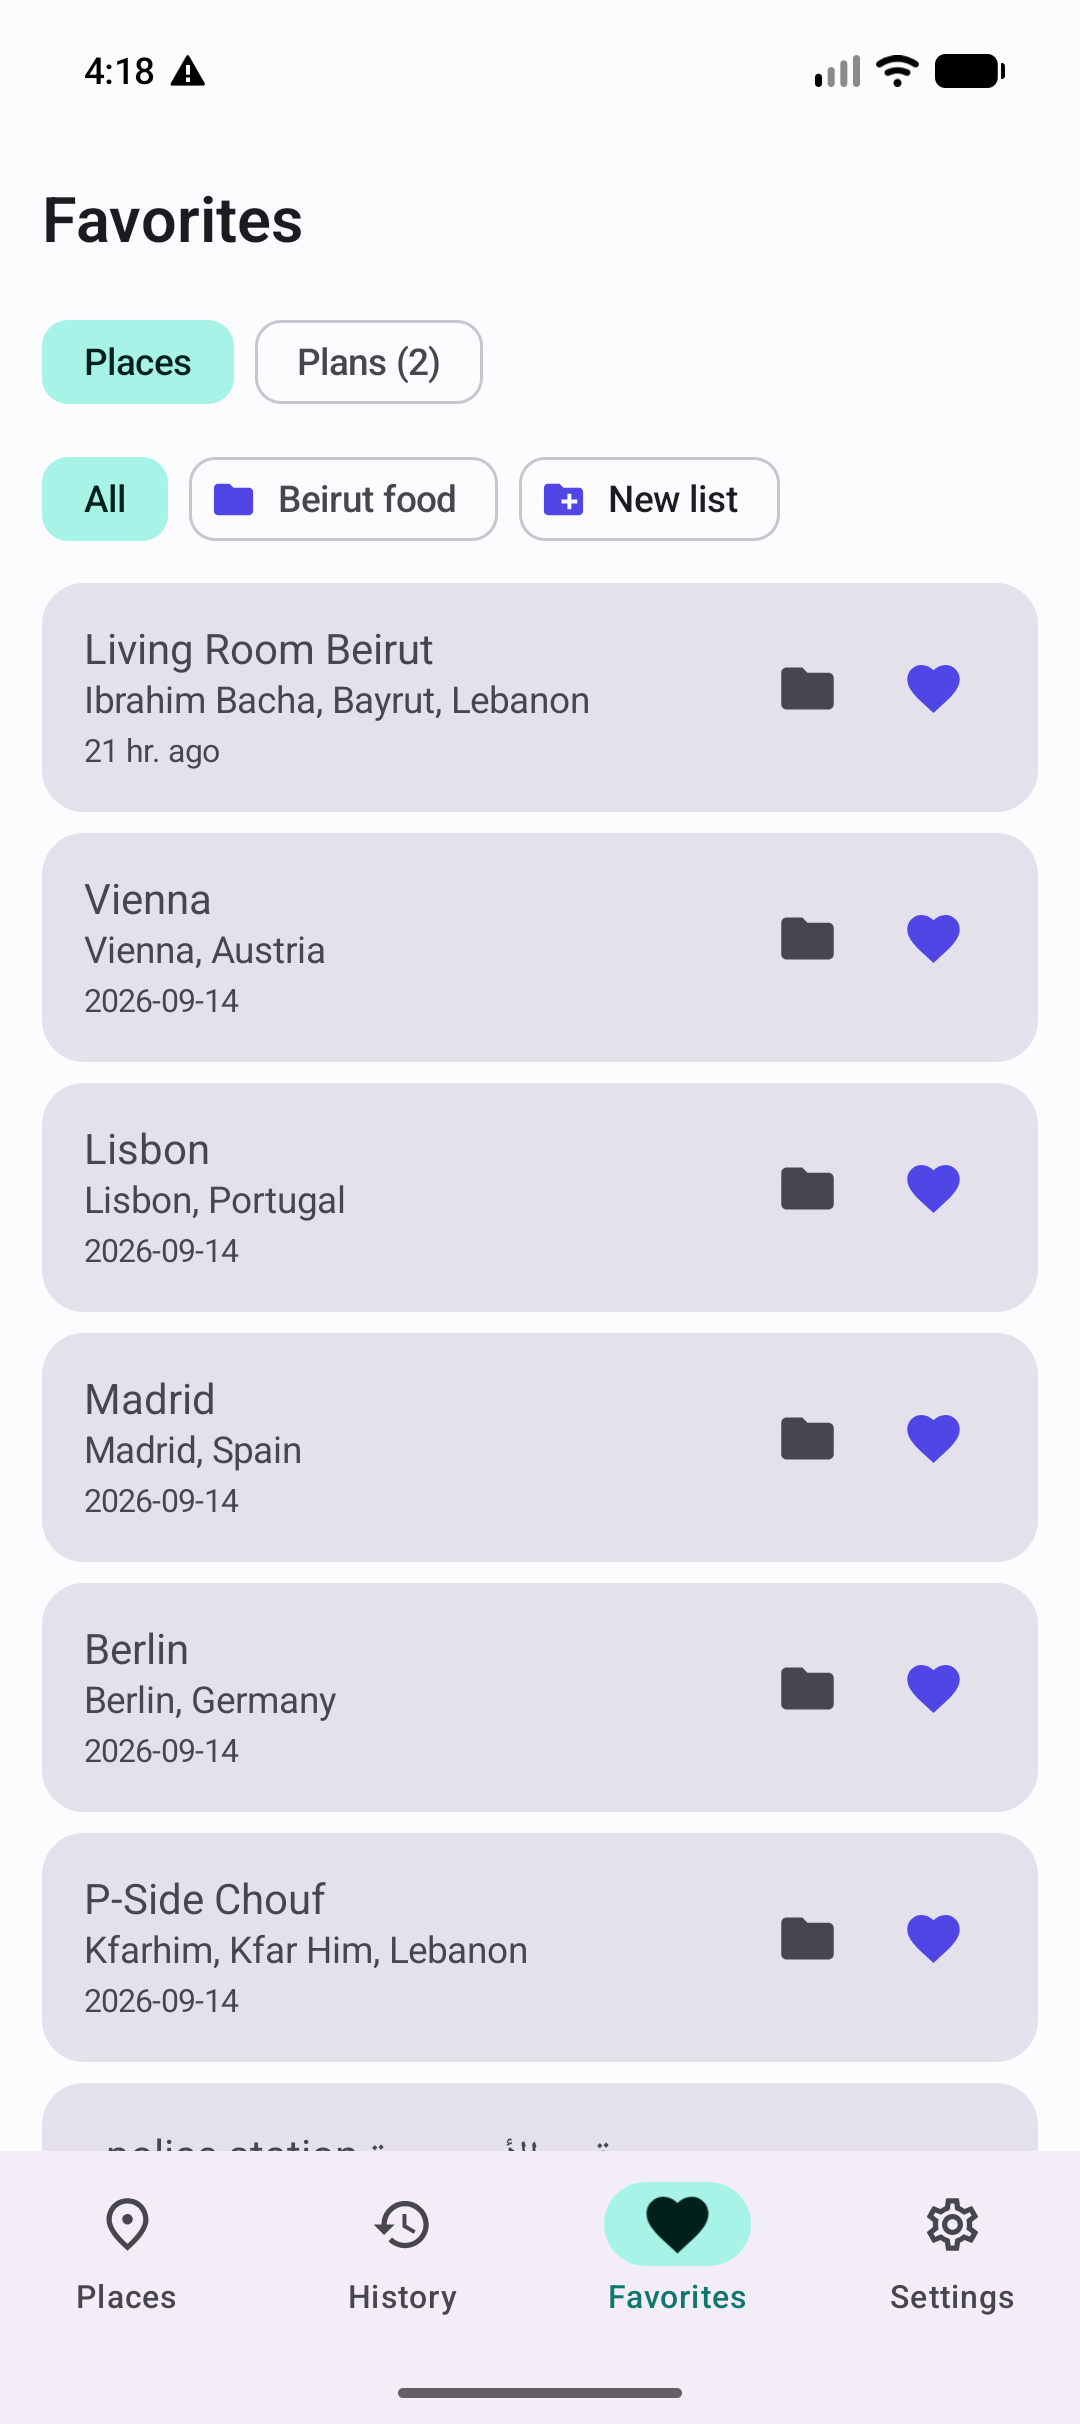 4:18
Favorites
Places
Plans (2)
All
Beirut food
New list
Living Room Beirut
Ibrahim Bacha, Bayrut, Lebanon
21 hr. ago
Vienna
Vienna, Austria
2026-09-14
Lisbon
Lisbon, Portugal
2026-09-14
Madrid
Madrid, Spain
2026-09-14
Berlin
Berlin, Germany
2026-09-14
P-Side Chouf
Kfarhim, Kfar Him, Lebanon
2026-09-14
police station
Places
History
Favorites
Settings